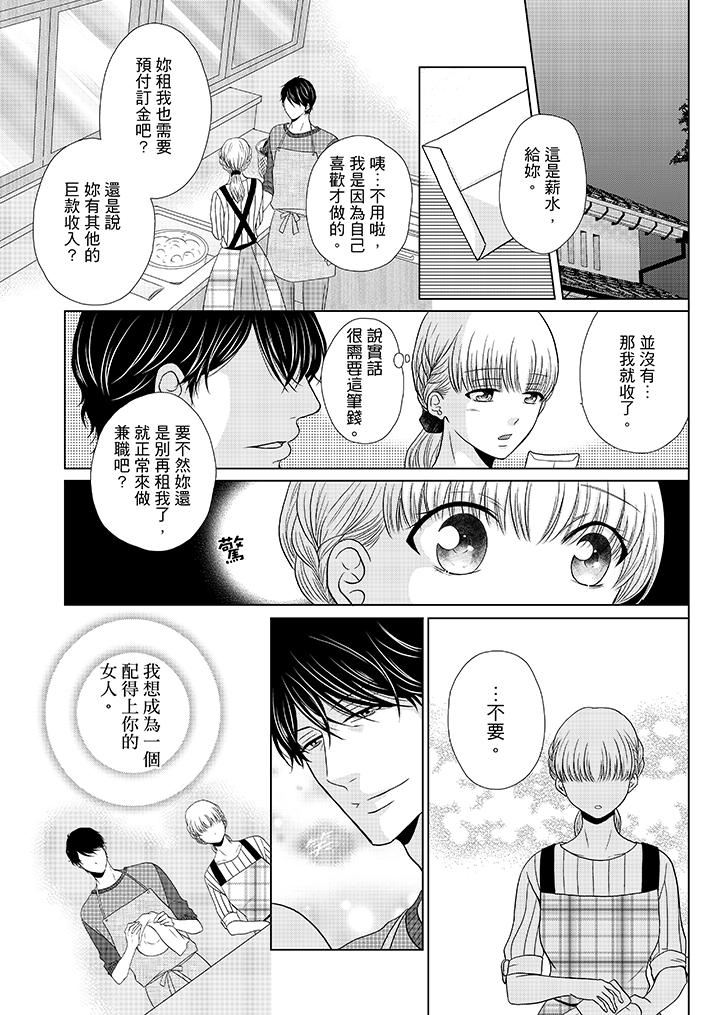 這是薪水，
給妳。
咦…不用啦，
我是因為自己
喜歡才做的。
妳租我也需要
預付訂金吧？
還是說
妳有其他的
巨款收入？
並沒有…
那我就收了。
說實話
很需要這筆錢。
要不然妳還
是別再租我了，
就正常來做
兼職吧？
驚
…不要。
我想成為一個
配得上你的
女人。